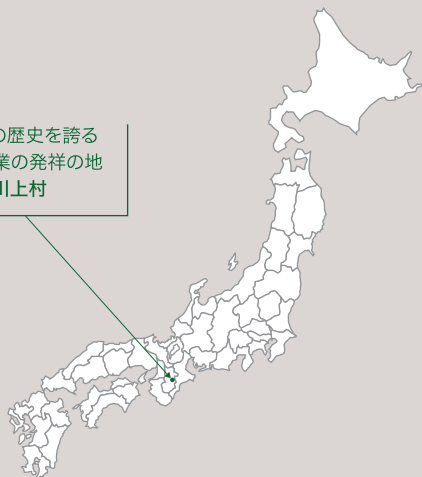 の歴史を誇る
業の発祥の地
川上村